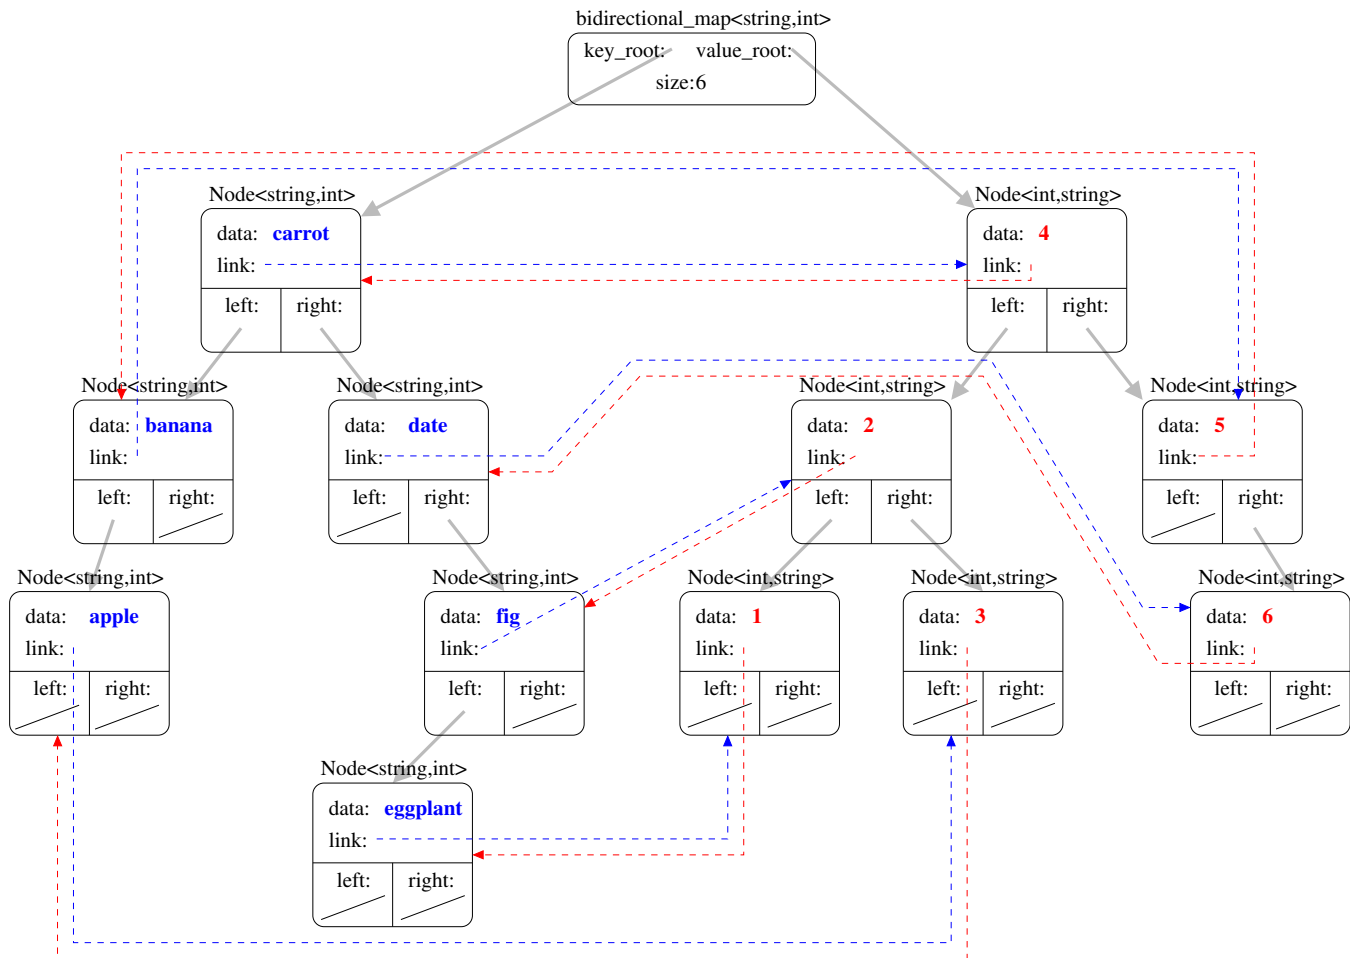 bidirectional_map<string,int>
key_root: value_root:
size:6
Node<string,int>
data: carrot
link:
left: right:
Node<int,string>
data: 4
link:
left: right:
Node<string,int>
data: banana
link:
left: right:
Node<string,int>
data: date
link:
left: right:
Node<int,string>
data: 2
link:
left: right:
Node<int,string>
data: 5
link:
left: right:
Node<string,int>
data: apple
link:
left: right:
Node<string,int>
data: fig
link:
left: right:
Node<int,string>
data: 1
link:
left: right:
Node<int,string>
data: 3
link:
left: right:
Node<int,string>
data: 6
link:
left: right:
Node<string,int>
data: eggplant
link:
left: right: